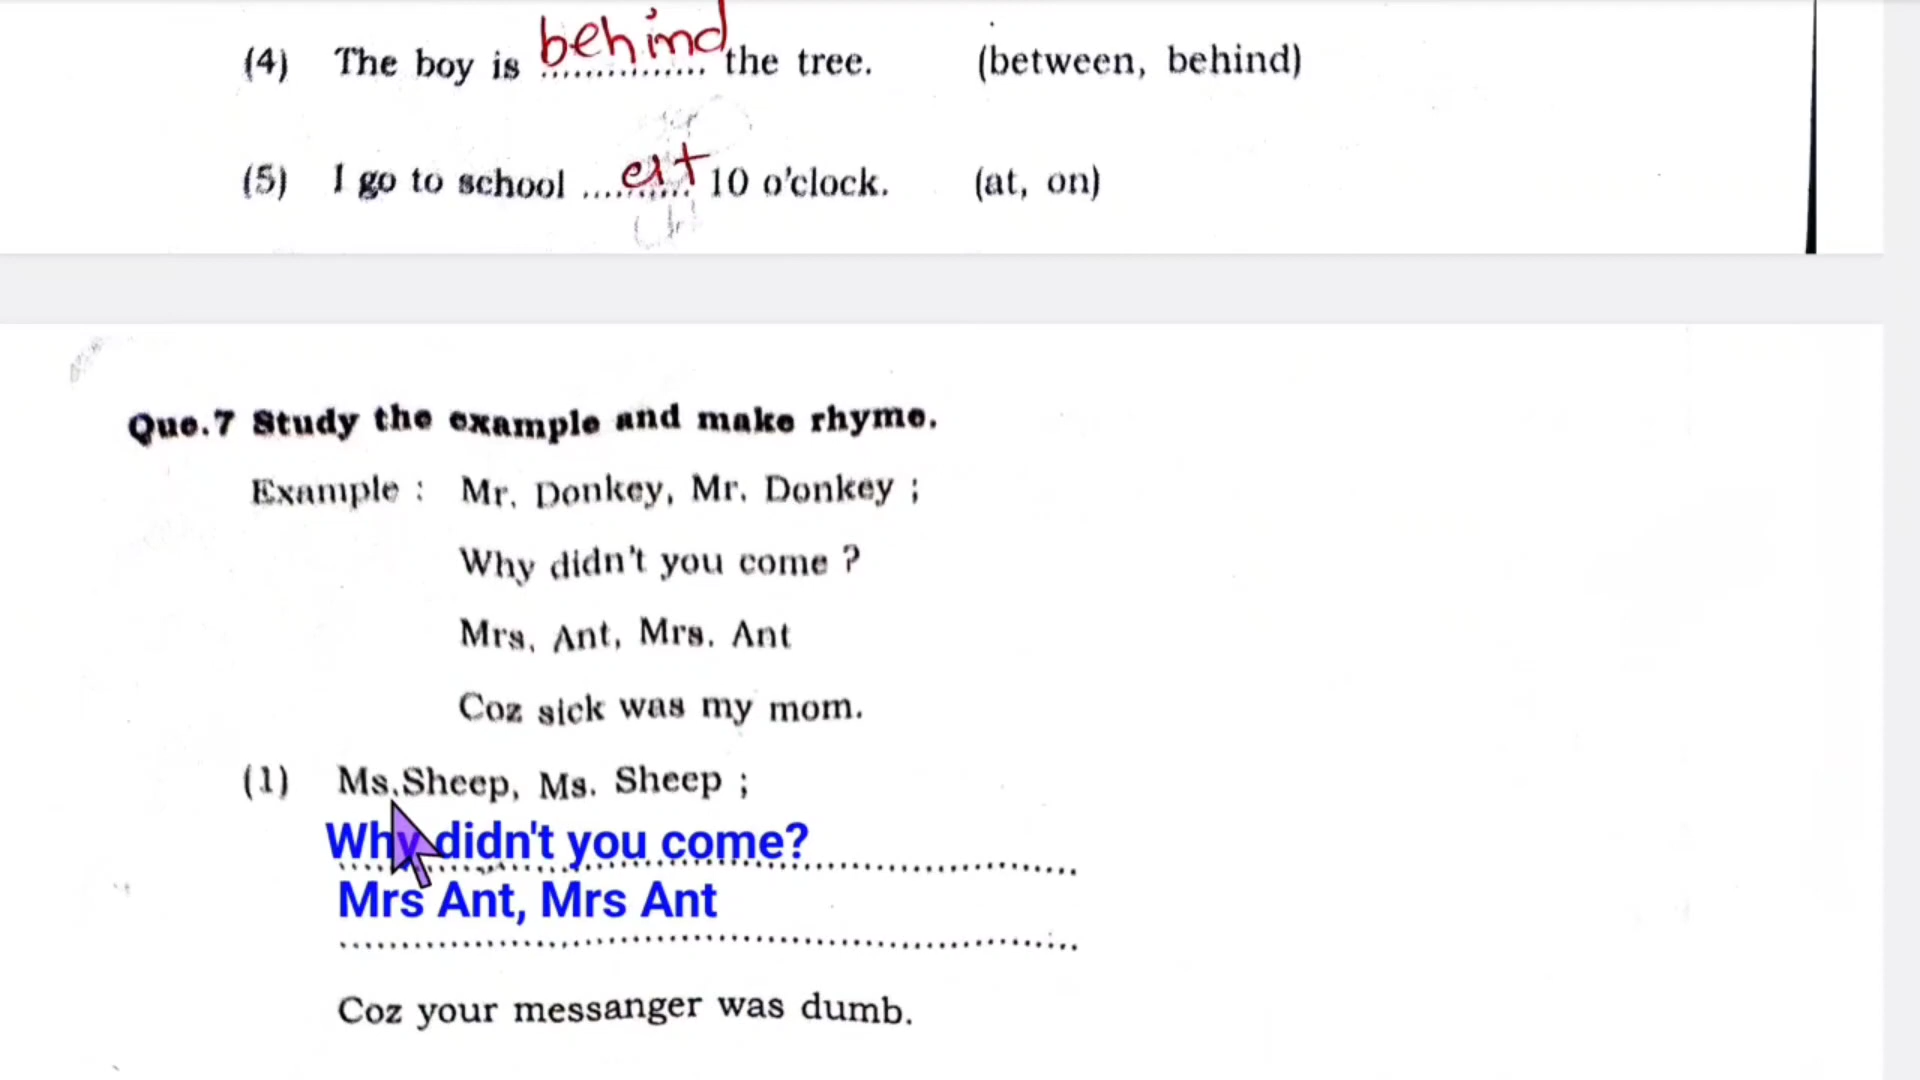 (4) The boy is behind the tree. (between, behind)
(5) I go to school .......... at 10 o'clock. (at, on)
Que.7 Study the example and make rhyme.
Example : Mr. Donkey, Mr. Donkey ;
Why didn't you come ?
Mrs. Ant, Mrs. Ant
Coz sick was my mom.
(1) Ms.Sheep, Ms. Sheep ;
Why didn't you come?
Mrs Ant, Mrs Ant
Coz your messanger was dumb.